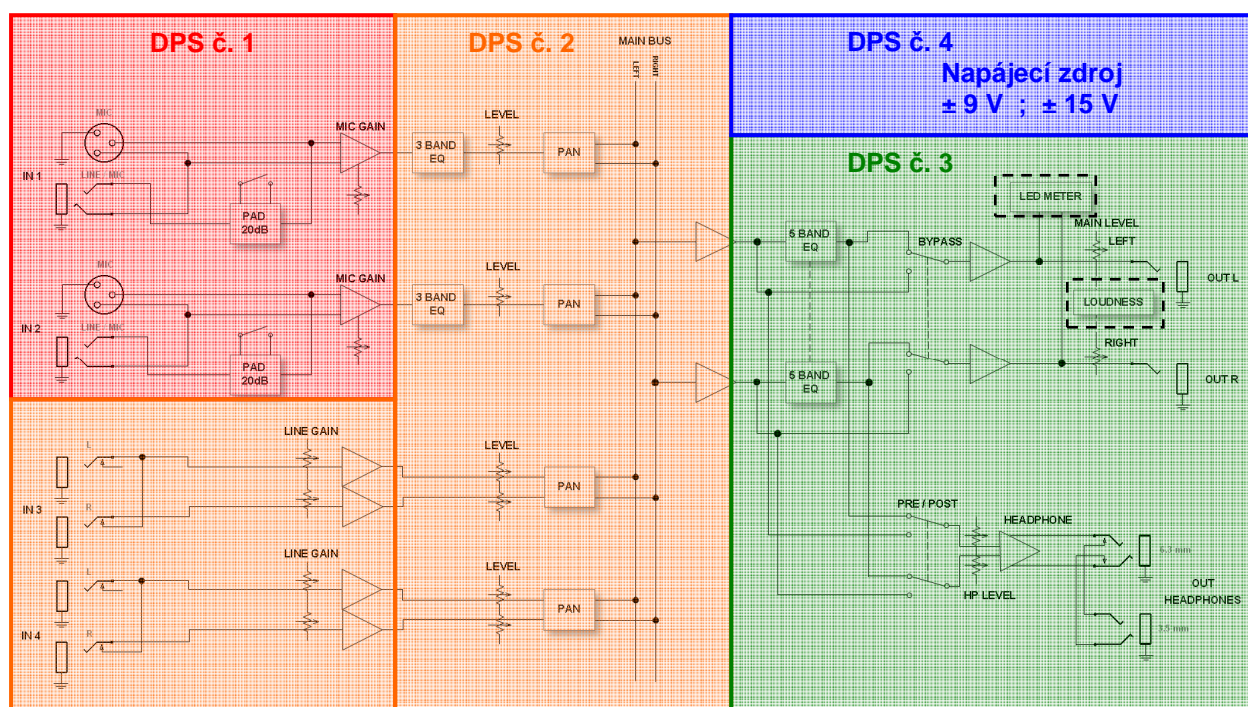 DPS č. 1
MIC
MIC GAIN
IN 1
LINE / MIC
PAD
20dB
MIC
MIC GAIN
IN 2
LINE / MIC
PAD
20dB
DPS č. 2
MAIN BUS
LEFT
RIGHT
LEVEL
3 BAND
EQ
PAN
LEVEL
3 BAND
EQ
PAN
L
LINE GAIN
LEVEL
IN 3
R
PAN
LINE GAIN
LEVEL
L
IN 4
R
PAN
DPS č. 4
Napájecí zdroj
± 9 V ; ± 15 V
DPS č. 3
LED METER
MAIN LEVEL
LEFT
5 BAND
EQ
BYPASS
OUT L
LOUDNESS
RIGHT
5 BAND
EQ
OUT R
PRE / POST
HEADPHONE
6,3 mm
HP LEVEL
OUT
HEADPHONES
3,5 mm